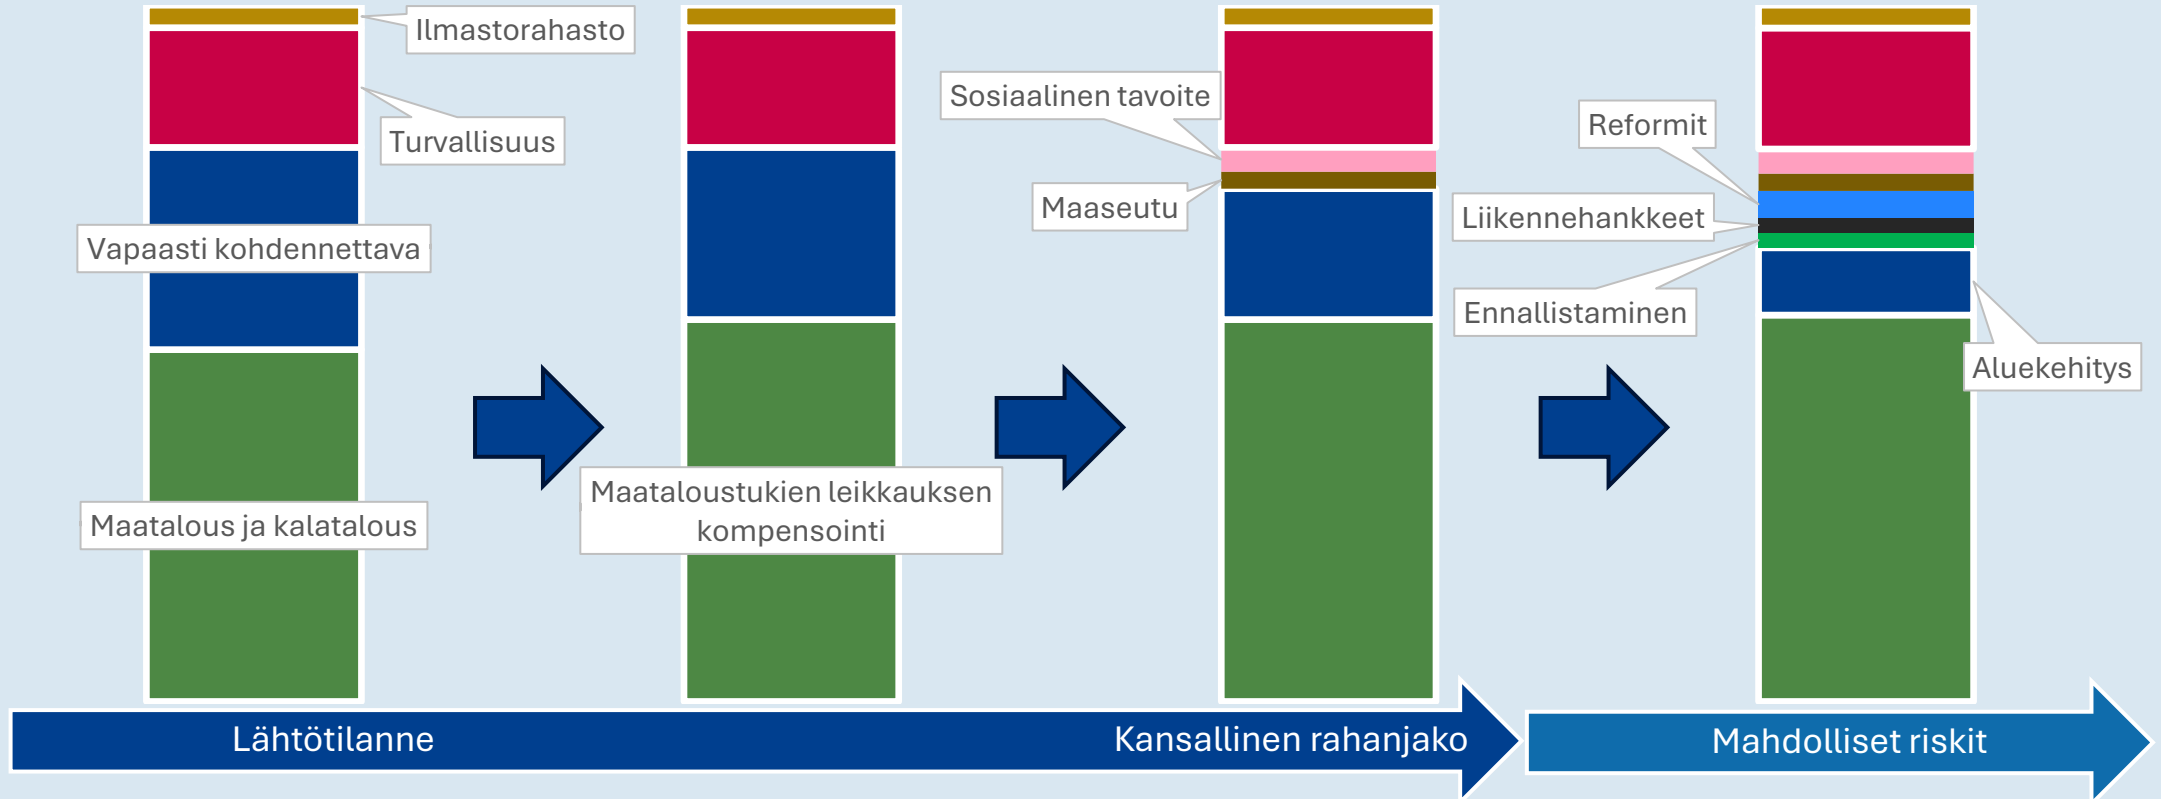 Ilmastorahasto
Turvallisuus
Vapaasti kohdennettava
Maatalous ja kalatalous
Maataloustukien leikkauksen
kompensointi
Sosiaalinen tavoite
Maaseutu
Reformit
Liikennehankkeet
Ennallistaminen
Aluekehitys
Lähtötilanne
Kansallinen rahanjako
Mahdolliset riskit